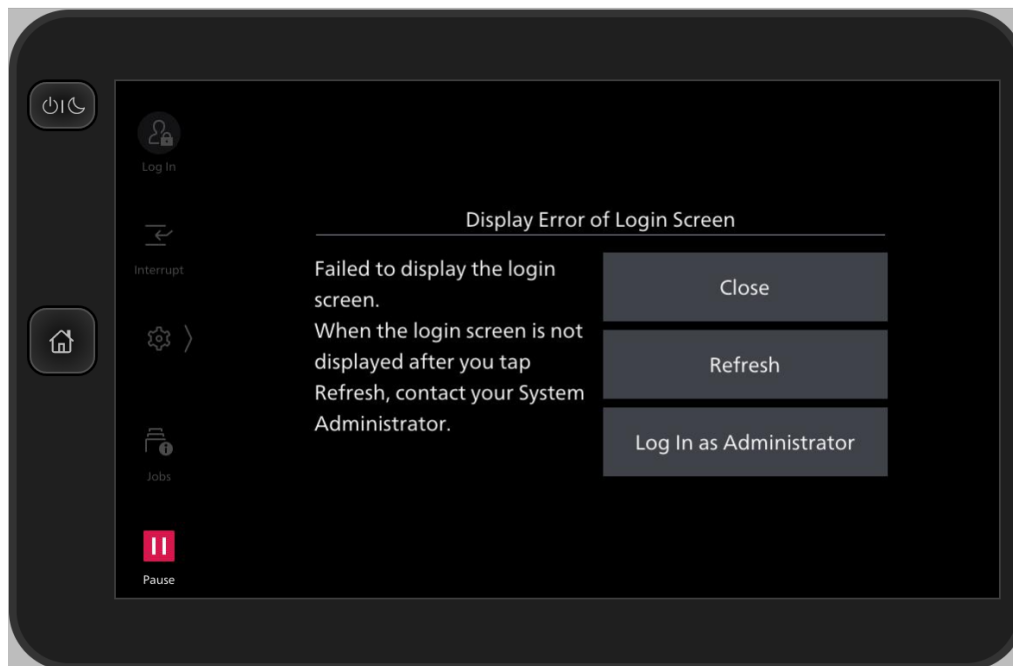 Log In
Interrupt
Jobs
Pause
Display Error of Login Screen
Failed to display the login
screen.
When the login screen is not
displayed after you tap
Refresh, contact your System
Administrator.
Close
Refresh
Log In as Administrator